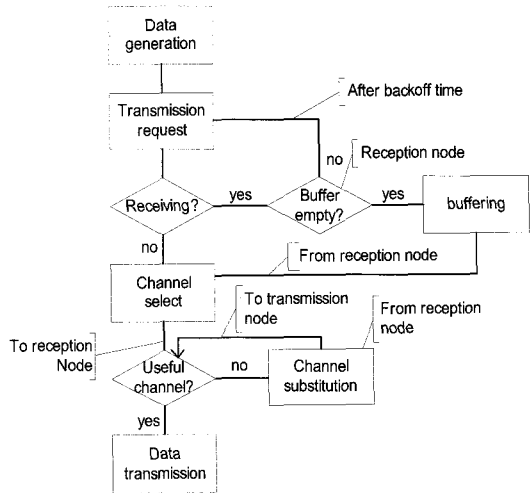 Data
generation
After backoff time
Transmission
request
no
Reception node
Receiving?
yes
Buffer
empty?
yes
buffering
no
From reception node
Channel
select
To transmission
node
From reception
node
To reception
Node
Useful
channel?
no
Channel
substitution
yes
Data
transmission